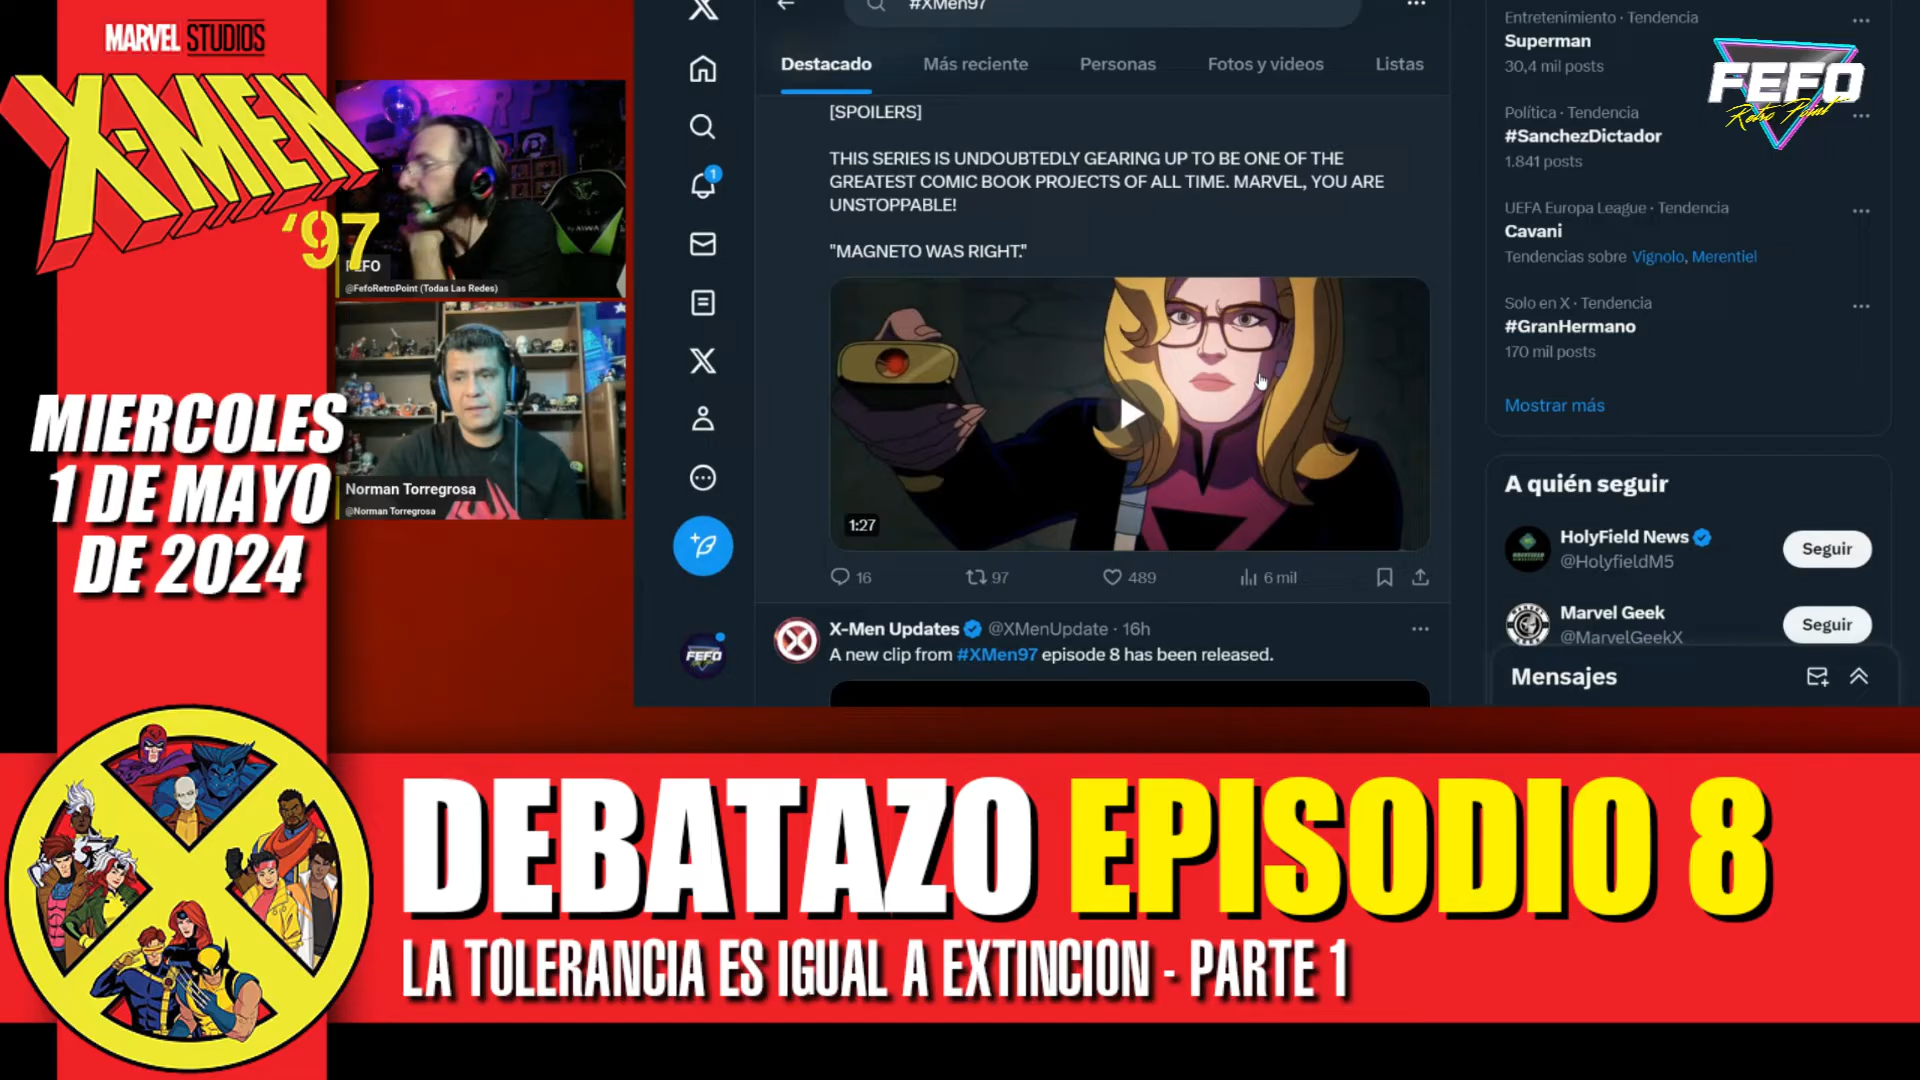 MARVEL STUDIOS
X-MEN
'97
FEFO
@FefoRetroPoint (Todas Las Redes)
Norman Torregrosa
@Norman Torregrosa
MIERCOLES
1 DE MAYO
DE 2024
#XMen97
Destacado
Más reciente
Personas
Fotos y videos
Listas
[SPOILERS]
THIS SERIES IS UNDOUBTEDLY GEARING UP TO BE ONE OF THE
GREATEST COMIC BOOK PROJECTS OF ALL TIME. MARVEL, YOU ARE
UNSTOPPABLE!
"MAGNETO WAS RIGHT."
1:27
16
97
489
6 mil
X-Men Updates @XMenUpdate · 16h
A new clip from #XMen97 episode 8 has been released.
1
FEFO
Entretenimiento · Tendencia
Superman
30,4 mil posts
Política · Tendencia
#SanchezDictador
1.841 posts
UEFA Europa League · Tendencia
Cavani
Tendencias sobre Vignolo, Merentiel
Solo en X · Tendencia
#GranHermano
170 mil posts
Mostrar más
A quién seguir
HolyField News
@HolyfieldM5
Seguir
Marvel Geek
@MarvelGeekX
Seguir
Mensajes
FEFO
Retro Point
DEBATAZO EPISODIO 8
LA TOLERANCIA ES IGUAL A EXTINCION - PARTE 1